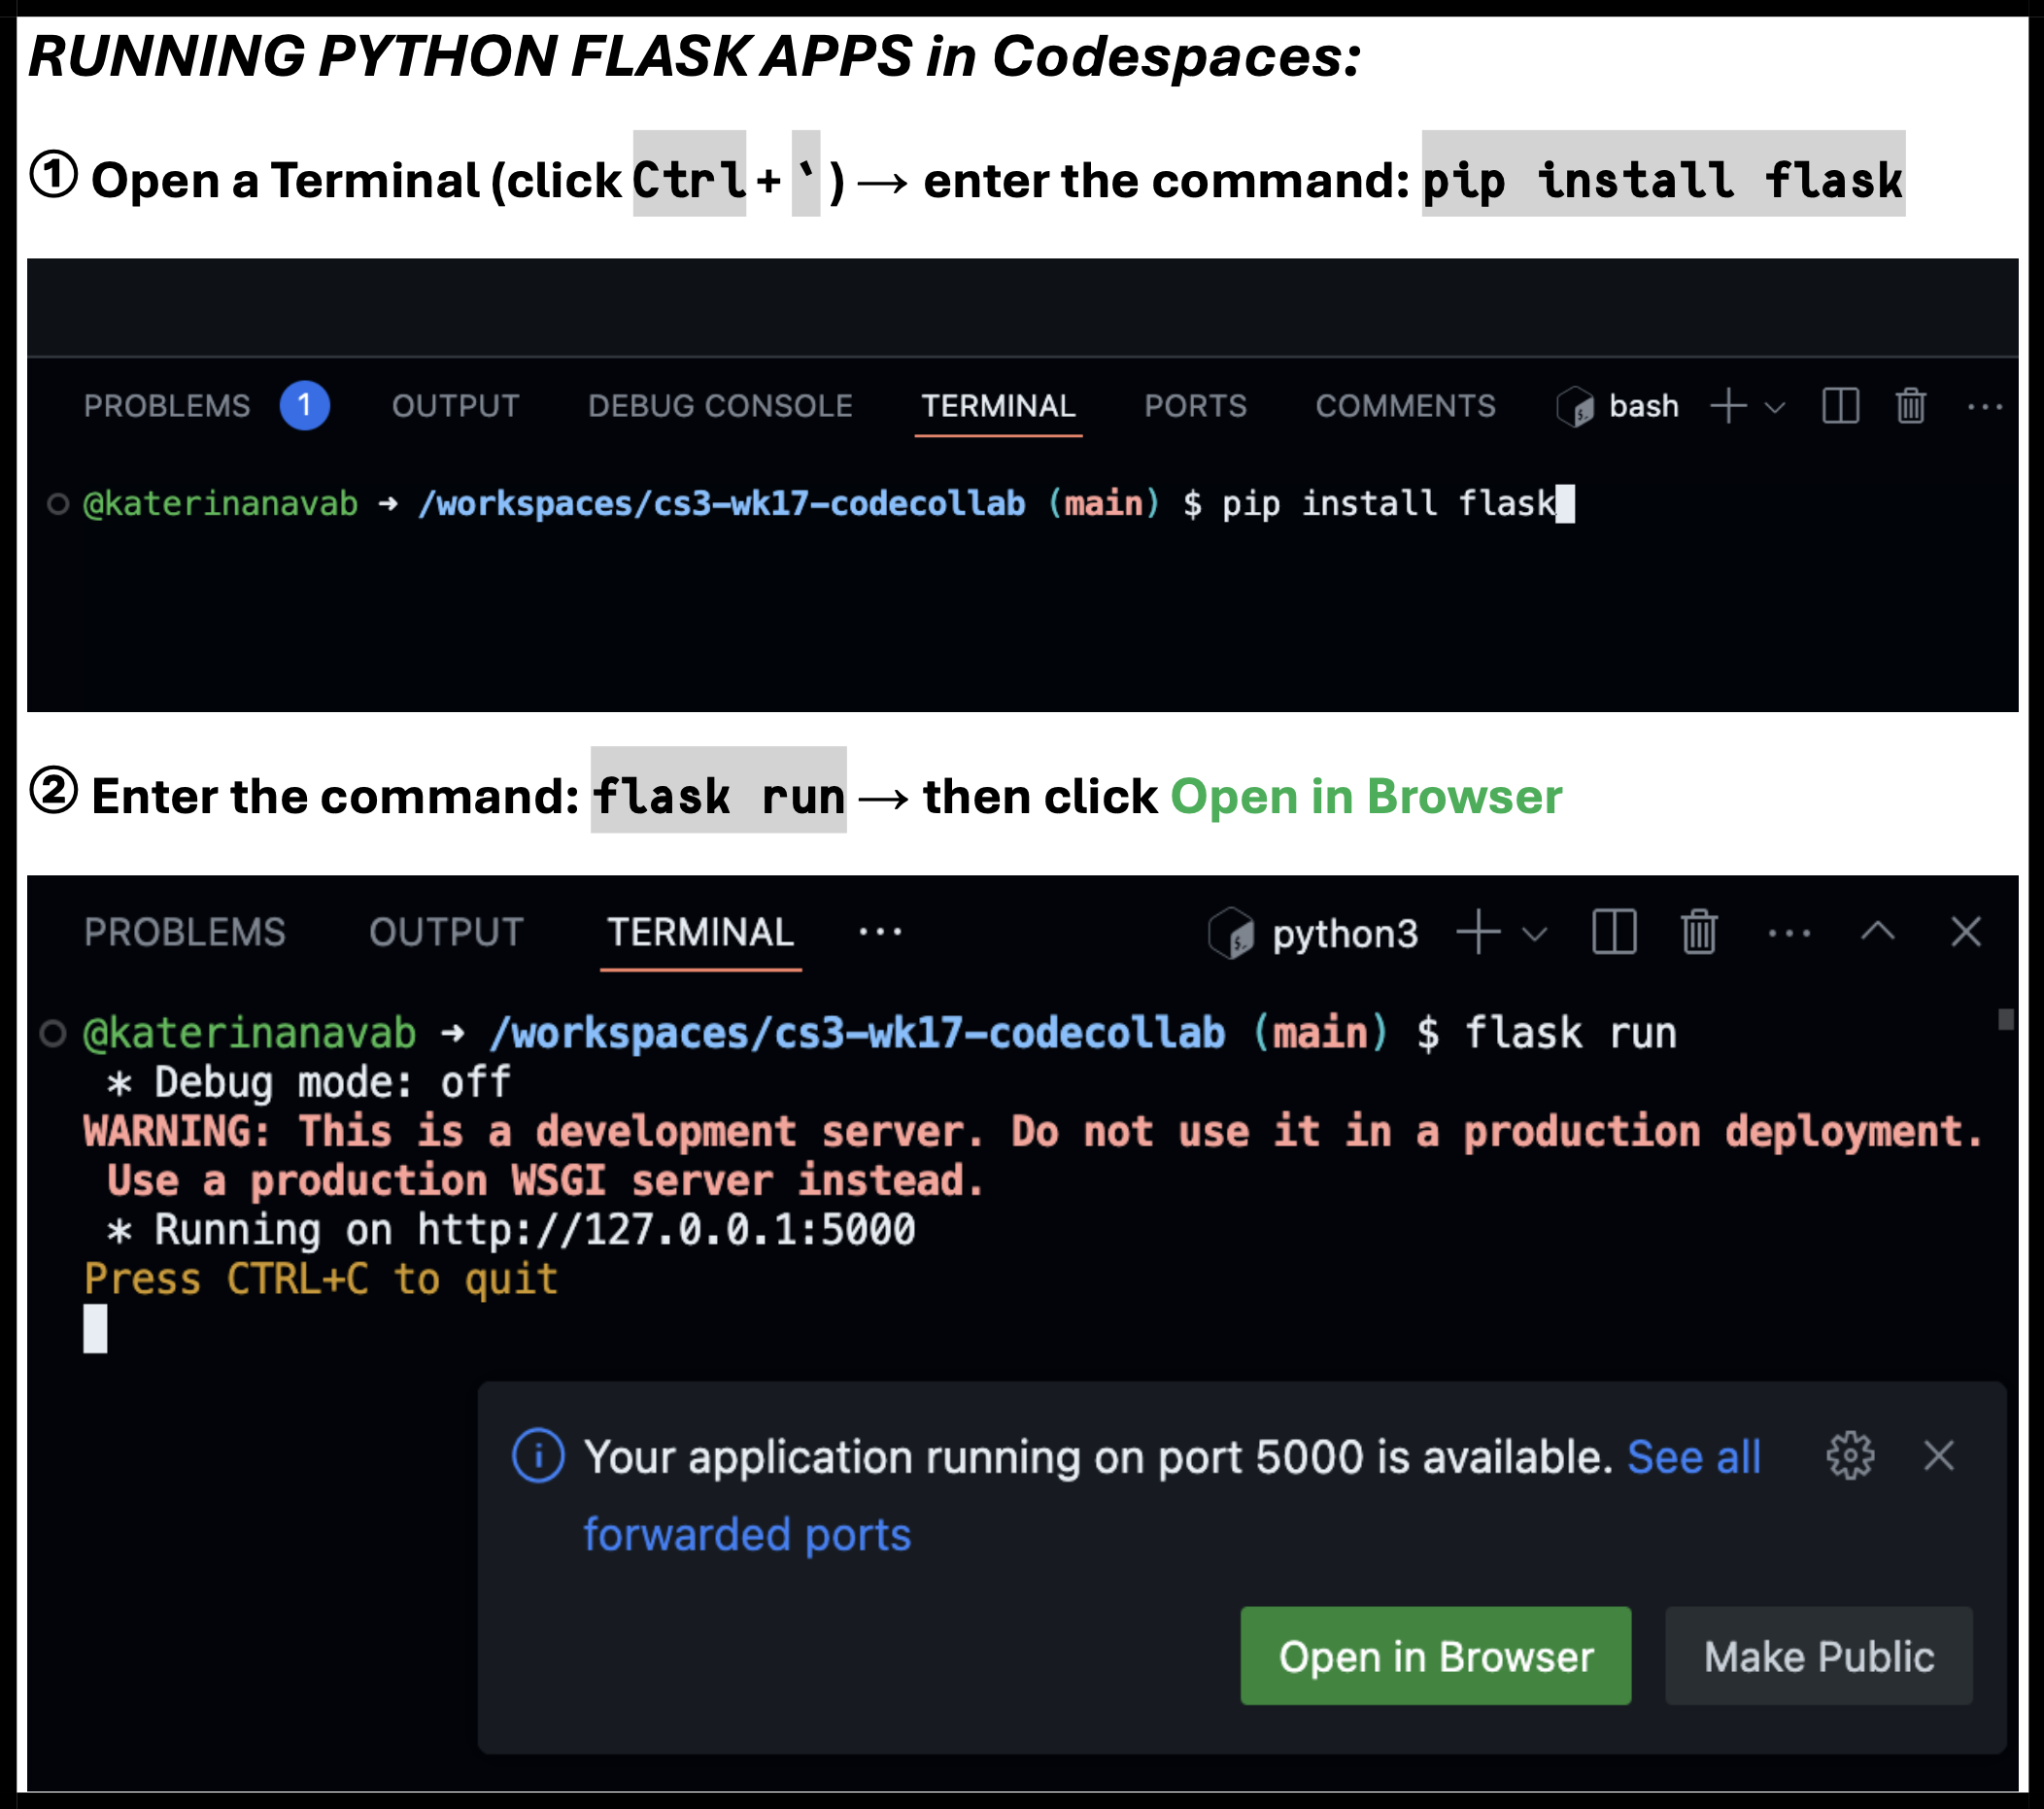 RUNNING PYTHON FLASK APPS in Codespaces:
① Open a Terminal (click Ctrl + ` ) → enter the command: pip install flask
PROBLEMS 1 OUTPUT DEBUG CONSOLE TERMINAL PORTS COMMENTS bash
@katerinanavab → /workspaces/cs3-wk17-codecollab (main) $ pip install flask
② Enter the command: flask run → then click Open in Browser
PROBLEMS OUTPUT TERMINAL ··· python3
@katerinanavab → /workspaces/cs3-wk17-codecollab (main) $ flask run
* Debug mode: off
WARNING: This is a development server. Do not use it in a production deployment.
Use a production WSGI server instead.
* Running on http://127.0.0.1:5000
Press CTRL+C to quit
Your application running on port 5000 is available. See all
forwarded ports
Open in Browser Make Public